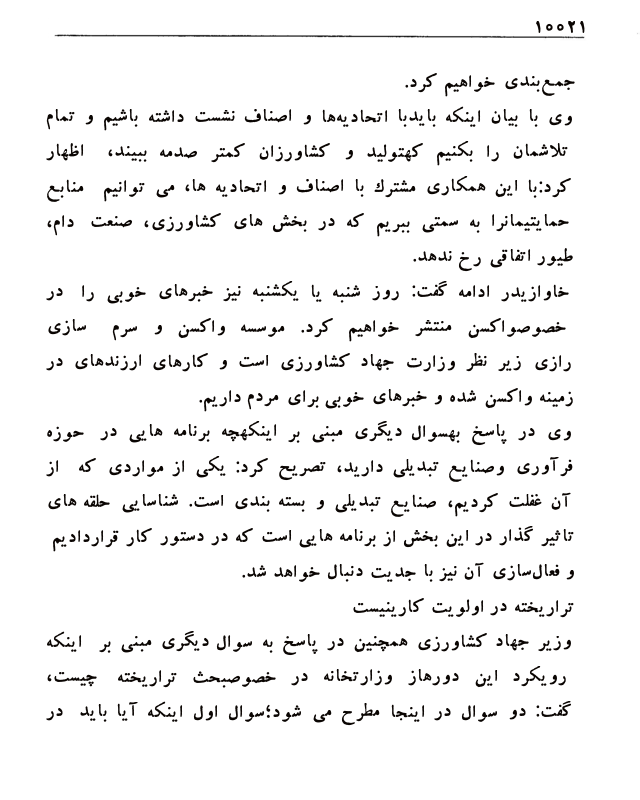 ۱۰۰۲۱
جمع‌بندی خواهیم کرد.
وی با بیان اینکه بایدبا اتحادیه‌ها و اصناف نشست داشته باشیم و تمام
تلاشمان را بکنیم کهتولید و کشاورزان کمتر صدمه ببیند، اظهار
کرد:با این همکاری مشترك با اصناف و اتحادیه ها، می توانیم منابع
حمایتیمانرا به سمتی ببریم که در بخش های کشاورزی، صنعت دام،
طیور اتفاقی رخ ندهد.
خاوازیدر ادامه گفت: روز شنبه یا یکشنبه نیز خبرهای خوبی را در
خصوصواکسن منتشر خواهیم کرد. موسسه واکسن و سرم سازی
رازی زیر نظر وزارت جهاد کشاورزی است و کارهای ارزندهای در
زمینه واکسن شده و خبرهای خوبی برای مردم داریم.
وی در پاسخ بهسوال دیگری مبنی بر اینکهچه برنامه هایی در حوزه
فرآوری وصنایع تبدیلی دارید، تصریح کرد: یکی از مواردی که از
آن غفلت کردیم، صنایع تبدیلی و بسته بندی است. شناسایی حلقه های
تاثیر گذار در این بخش از برنامه هایی است که در دستور کار قراردادیم
و فعال‌سازی آن نیز با جدیت دنبال خواهد شد.
تراریخته در اولویت کارینیست
وزیر جهاد کشاورزی همچنین در پاسخ به سوال دیگری مبنی بر اینکه
رویکرد این دورهاز وزارتخانه در خصوصبحث تراریخته چیست،
گفت: دو سوال در اینجا مطرح می شود؛سوال اول اینکه آیا باید در